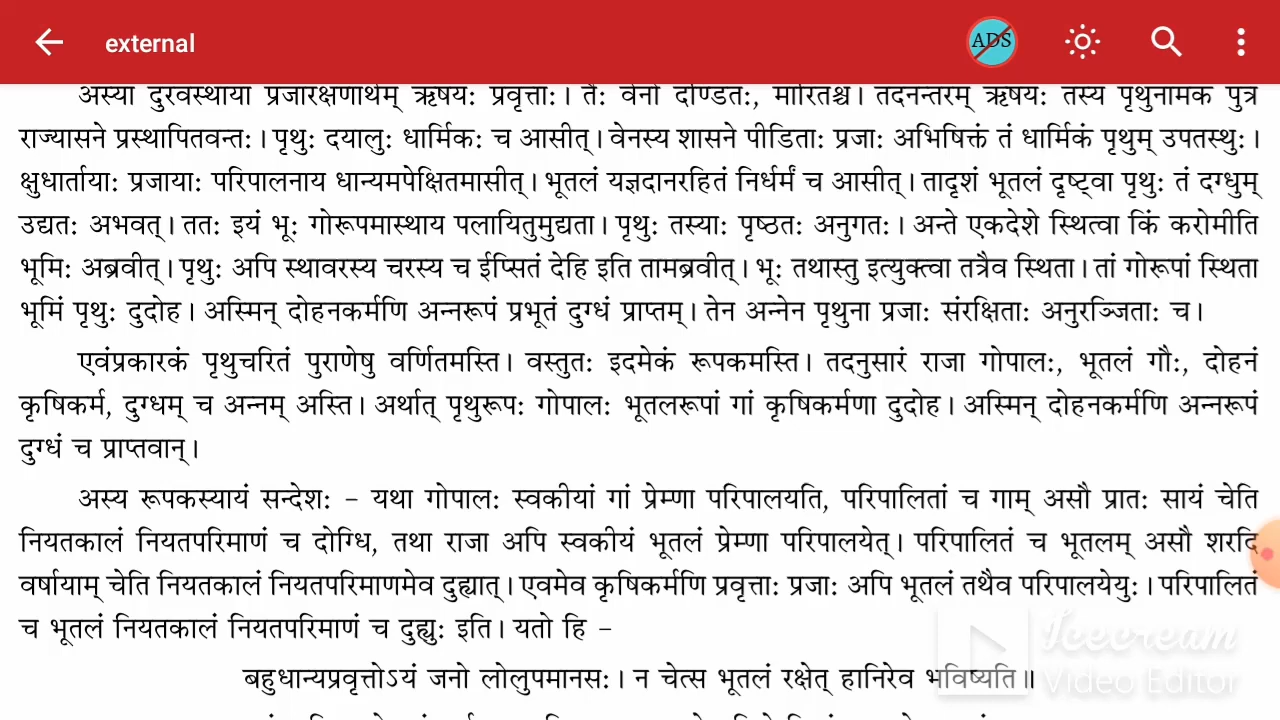 external
ADS
अस्यां दुरवस्थायां प्रजारक्षणार्थम् ऋषय: प्रवृत्ता:। तै: वेनो दण्डित:, मारितश्च। तदनन्तरम् ऋषय: तस्य पृथुनामकं पुत्रं
राज्यासने प्रस्थापितवन्त:। पृथु: दयालु: धार्मिक: च आसीत्। वेनस्य शासने पीडिता: प्रजा: अभिषिक्तं तं धार्मिकं पृथुम् उपतस्थु:।
क्षुधार्ताया: प्रजाया: परिपालनाय धान्यमपेक्षितमासीत्। भूतलं यज्ञदानरहितं निर्धर्मं च आसीत्। तादृशं भूतलं दृष्ट्वा पृथु: तं दग्धुम्
उद्यत: अभवत्। तत: इयं भू: गोरूपमास्थाय पलायितुमुद्यता। पृथु: तस्या: पृष्ठत: अनुगत:। अन्ते एकदेशे स्थित्वा किं करोमीति
भूमि: अब्रवीत्। पृथु: अपि स्थावरस्य चरस्य च ईप्सितं देहि इति तामब्रवीत्। भू: तथास्तु इत्युक्त्वा तत्रैव स्थिता। तां गोरूपां स्थिता
भूमिं पृथु: दुदोह। अस्मिन् दोहनकर्मणि अन्नरूपं प्रभूतं दुग्धं प्राप्तम्। तेन अन्नेन पृथुना प्रजा: संरक्षिता: अनुरञ्जिता: च।
एवंप्रकारकं पृथुचरितं पुराणेषु वर्णितमस्ति। वस्तुत: इदमेकं रूपकमस्ति। तदनुसारं राजा गोपाल:, भूतलं गौ:, दोहनं
कृषिकर्म, दुग्धम् च अन्नम् अस्ति। अर्थात् पृथुरूप: गोपाल: भूतलरूपां गां कृषिकर्मणा दुदोह। अस्मिन् दोहनकर्मणि अन्नरूपं
दुग्धं च प्राप्तवान्।
अस्य रूपकस्यायं सन्देश: – यथा गोपाल: स्वकीयां गां प्रेम्णा परिपालयति, परिपालितां च गाम् असौ प्रात: सायं चेति
नियतकालं नियतपरिमाणं च दोग्धि, तथा राजा अपि स्वकीयं भूतलं प्रेम्णा परिपालयेत्। परिपालितं च भूतलम् असौ शरदि
वर्षायाम् चेति नियतकालं नियतपरिमाणमेव दुह्यात्। एवमेव कृषिकर्मणि प्रवृत्ता: प्रजा: अपि भूतलं तथैव परिपालयेयु:। परिपालितं
च भूतलं नियतकालं नियतपरिमाणं च दुह्यु: इति। यतो हि –
बहुधान्यप्रवृत्तोऽयं जनो लोलुपमानस:। न चेत्स भूतलं रक्षेत् हानिरेव भविष्यति॥
Icecream
Video Editor